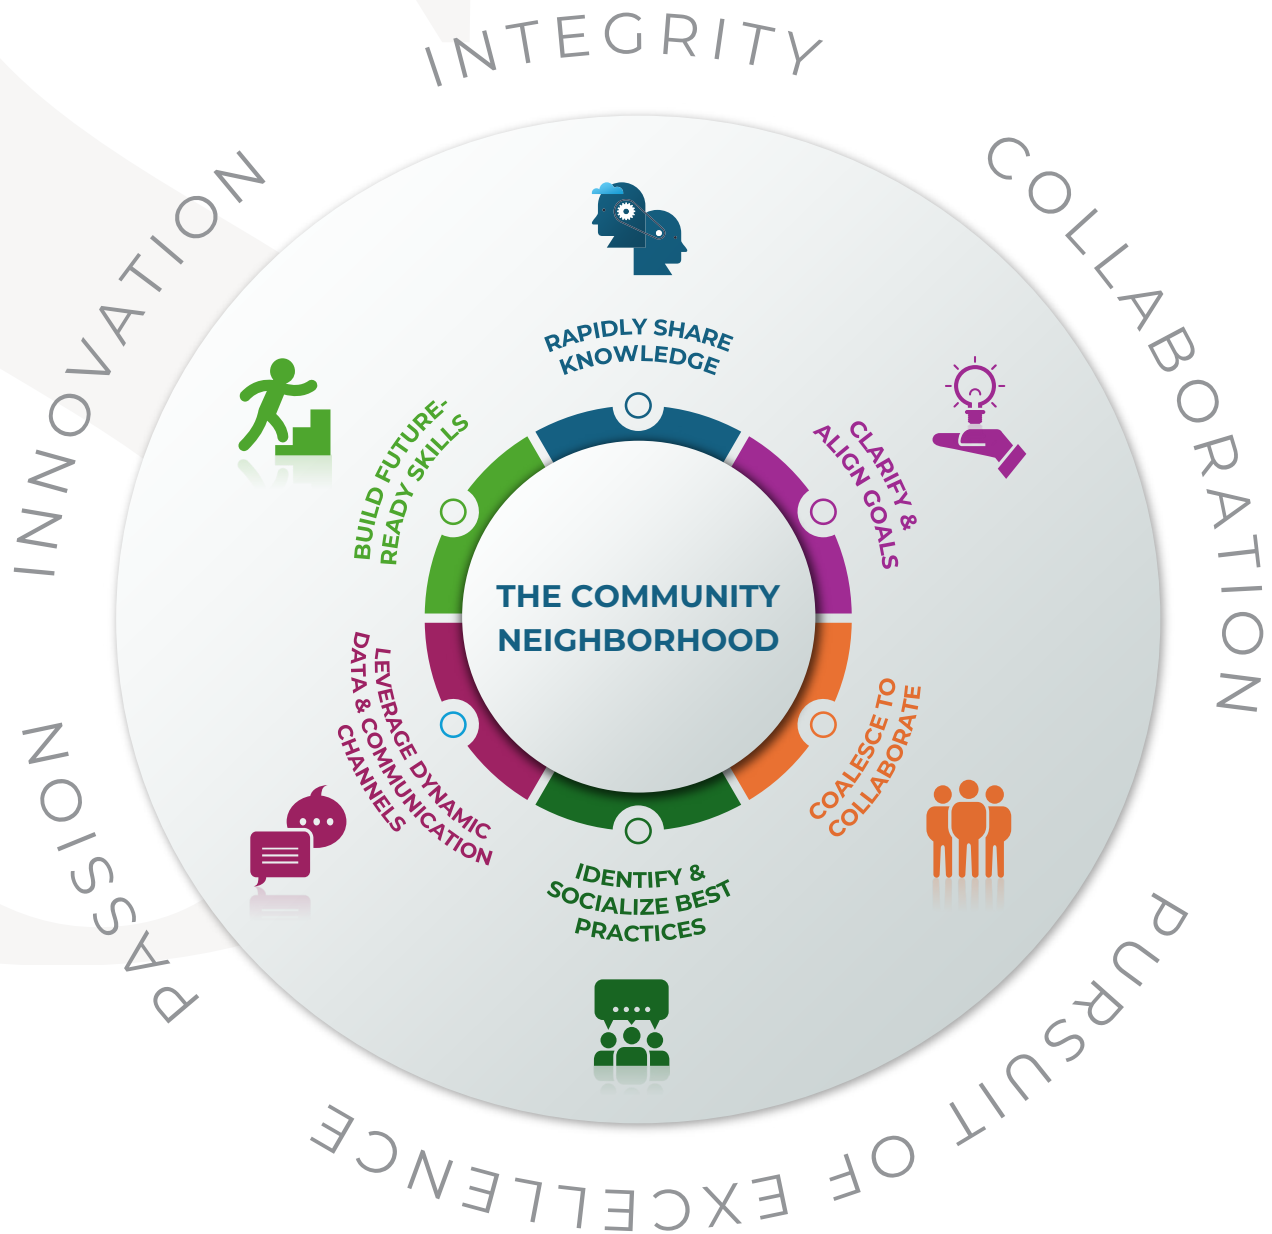 INTEGRITY
COLLABORATION
PURSUIT OF EXCELLENCE
PASSION
INNOVATION
RAPIDLY SHARE
KNOWLEDGE
CLARIFY &
ALIGN GOALS
COALESCE TO
COLLABORATE
IDENTIFY &
SOCIALIZE BEST
PRACTICES
LEVERAGE DYNAMIC
DATA & COMMUNICATION
CHANNELS
BUILD FUTURE-
READY SKILLS
THE COMMUNITY
NEIGHBORHOOD